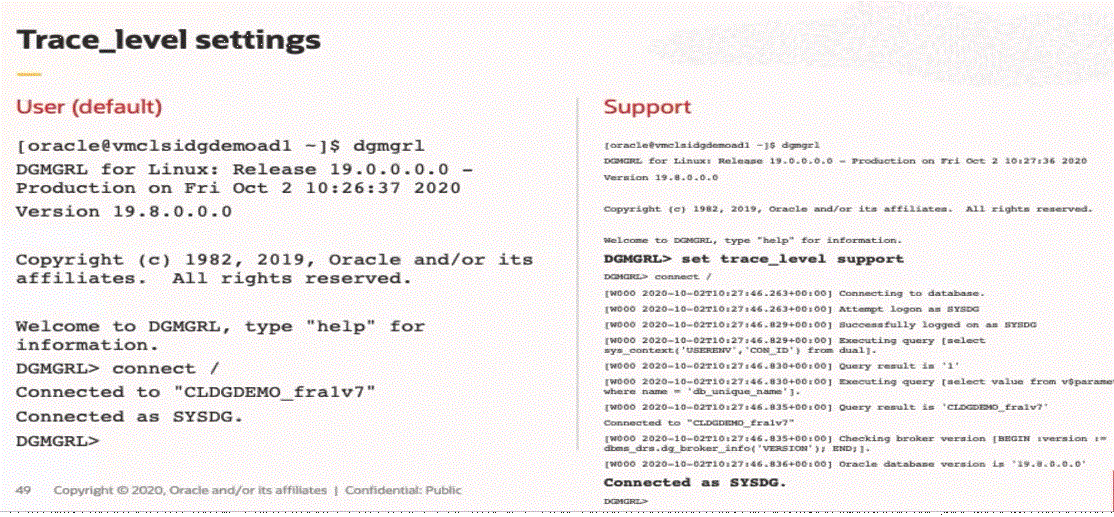 Trace_level settings
User (default)
[oracle@vmclsidgdemoad1 ~]$ dgmgrl
DGMGRL for Linux: Release 19.0.0.0.0 -
Production on Fri Oct 2 10:26:37 2020
Version 19.8.0.0.0
Copyright (c) 1982, 2019, Oracle and/or its
affiliates.  All rights reserved.
Welcome to DGMGRL, type "help" for
information.
DGMGRL> connect /
Connected to "CLDGDEMO_fra1v7"
Connected as SYSDG.
DGMGRL>
Support
[oracle@vmclsidgdemoad1 ~]$ dgmgrl
DGMGRL for Linux: Release 19.0.0.0.0 - Production on Fri Oct 2 10:27:36 2020
Version 19.8.0.0.0
Copyright (c) 1982, 2019, Oracle and/or its affiliates.  All rights reserved.
Welcome to DGMGRL, type "help" for information.
DGMGRL> set trace_level support
DGMGRL> connect /
[W000 2020-10-02T10:27:46.263+00:00] Connecting to database.
[W000 2020-10-02T10:27:46.263+00:00] Attempt logon as SYSDG
[W000 2020-10-02T10:27:46.829+00:00] Successfully logged on as SYSDG
[W000 2020-10-02T10:27:46.829+00:00] Executing query [select
sys_context('USERENV','CON_ID') from dual].
[W000 2020-10-02T10:27:46.830+00:00] Query result is '1'
[W000 2020-10-02T10:27:46.830+00:00] Executing query [select value from v$parame
where name = 'db_unique_name'].
[W000 2020-10-02T10:27:46.835+00:00] Query result is 'CLDGDEMO_fra1v7'
Connected to "CLDGDEMO_fra1v7"
[W000 2020-10-02T10:27:46.835+00:00] Checking broker version [BEGIN :version :=
dbms_drs.dg_broker_info('VERSION'); END;].
[W000 2020-10-02T10:27:46.836+00:00] Oracle database version is '19.8.0.0.0'
Connected as SYSDG.
DGMGRL>
49 Copyright © 2020, Oracle and/or its affiliates | Confidential: Public